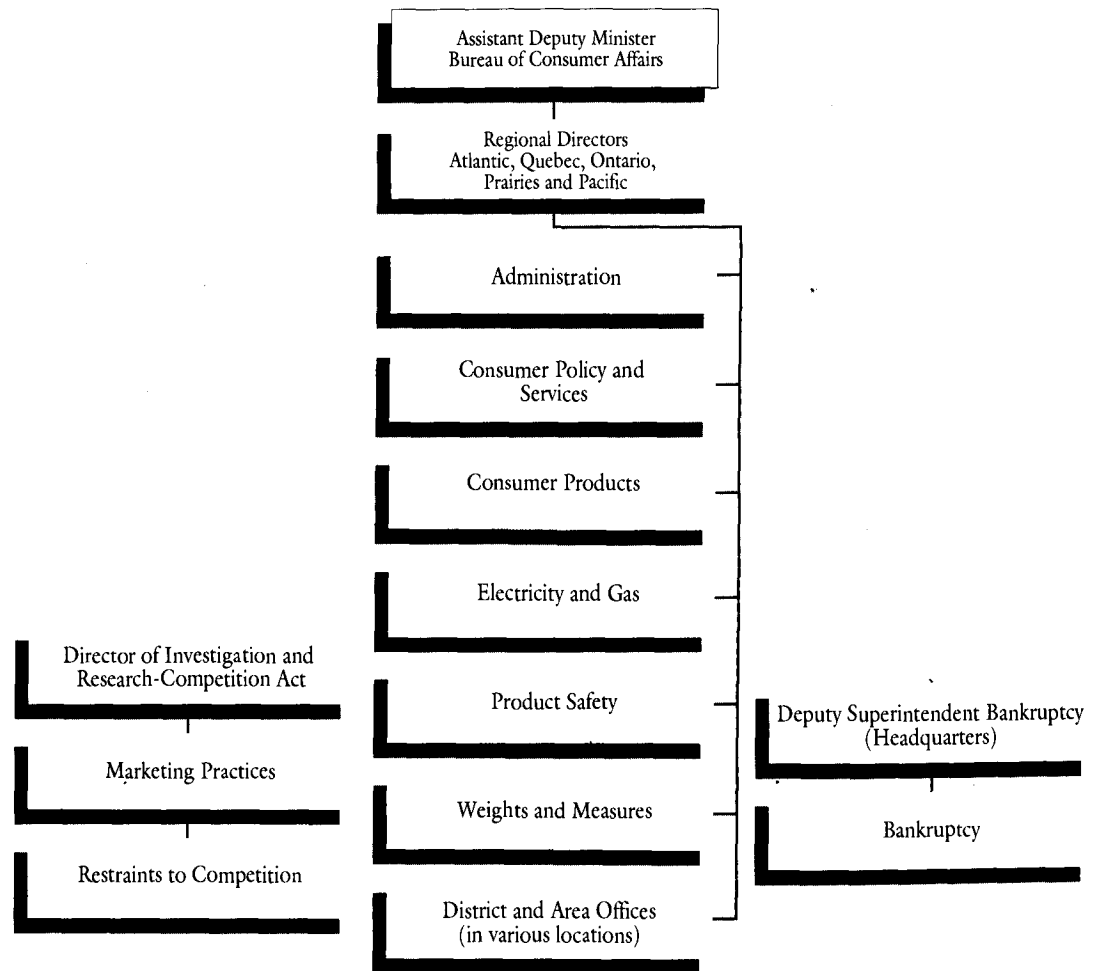 Assistant Deputy Minister
Bureau of Consumer Affairs
Regional Directors
Atlantic, Quebec, Ontario,
Prairies and Pacific
Administration
Consumer Policy and
Services
Consumer Products
Electricity and Gas
Product Safety
Weights and Measures
District and Area Offices
(in various locations)
Director of Investigation and
Research-Competition Act
Marketing Practices
Restraints to Competition
Deputy Superintendent Bankruptcy
(Headquarters)
Bankruptcy